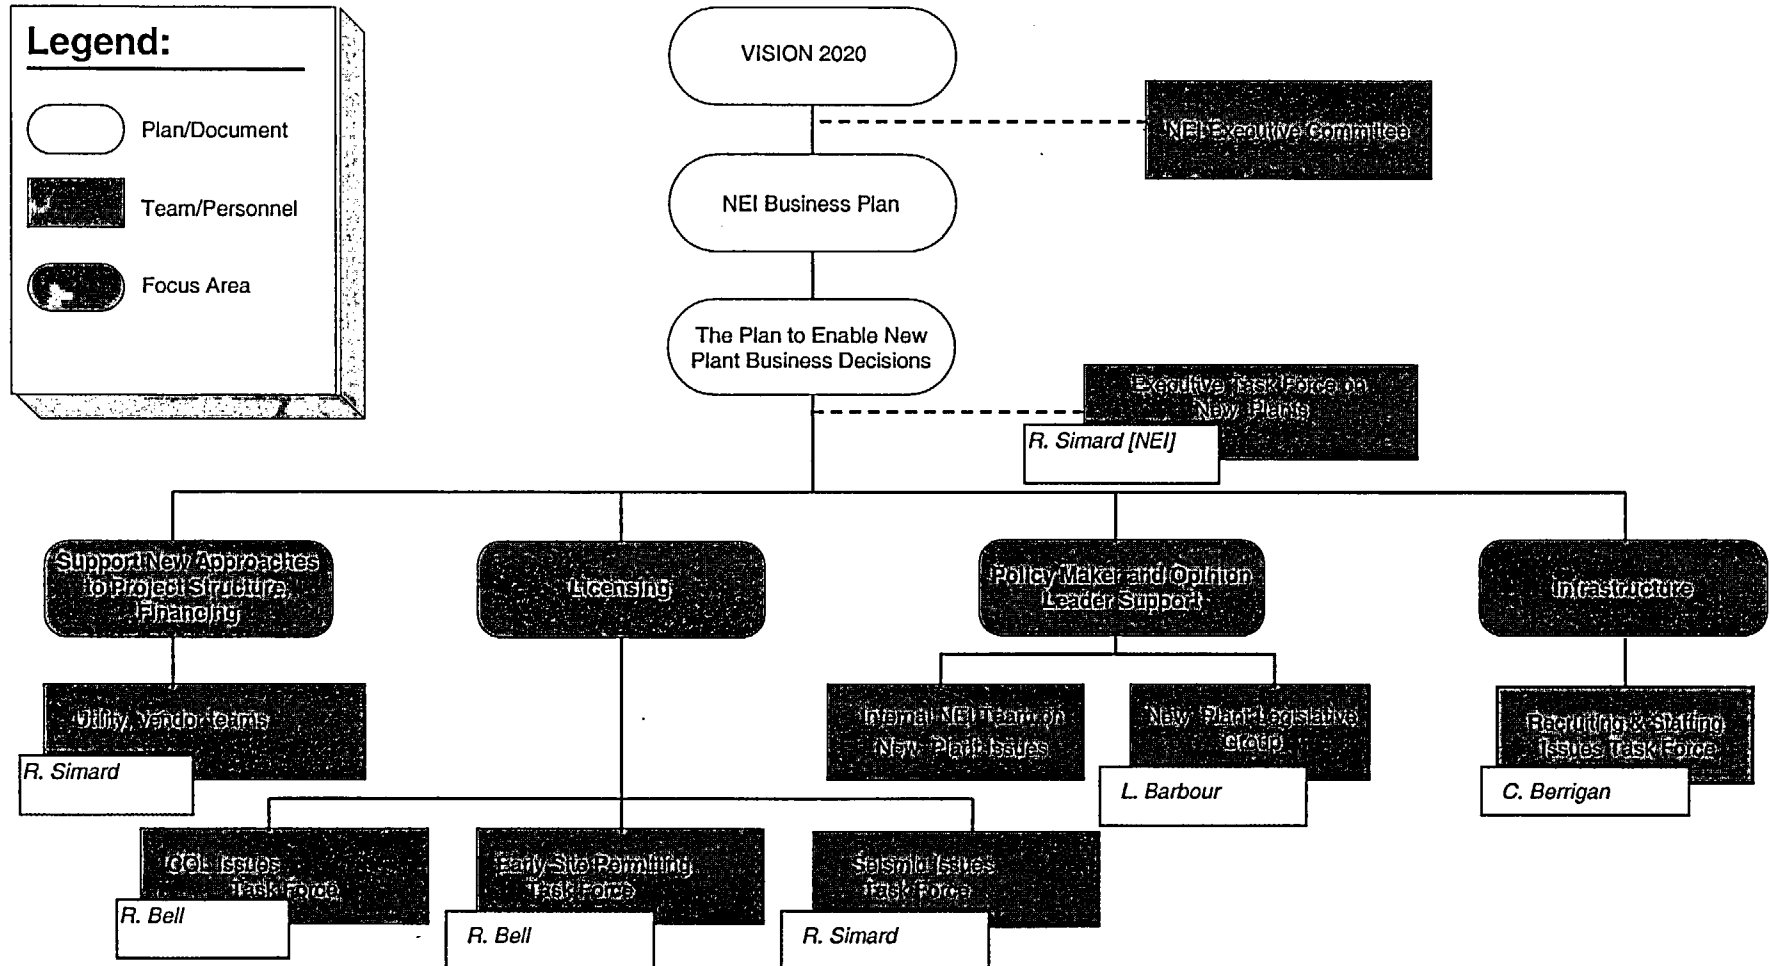 Legend:
Plan/Document
Team/Personnel
Focus Area
VISION 2020
NEI Executive Committee
NEI Business Plan
The Plan to Enable New
Plant Business Decisions
Executive Task Force on
New Plants
R. Simard [NEI]
Support New Approaches
to Project Structure,
Financing
Licensing
Policy Maker and Opinion
Leader Support
Infrastructure
Utility, vendor teams
R. Simard
Internal NEI Team on
New Plant Issues
New Plant Legislative
Group
L. Barbour
Recruiting & Staffing
Issues Task Force
C. Berrigan
COL Issues
Task Force
R. Bell
Early Site Permitting
Task Force
R. Bell
Seismic Issues
Task Force
R. Simard